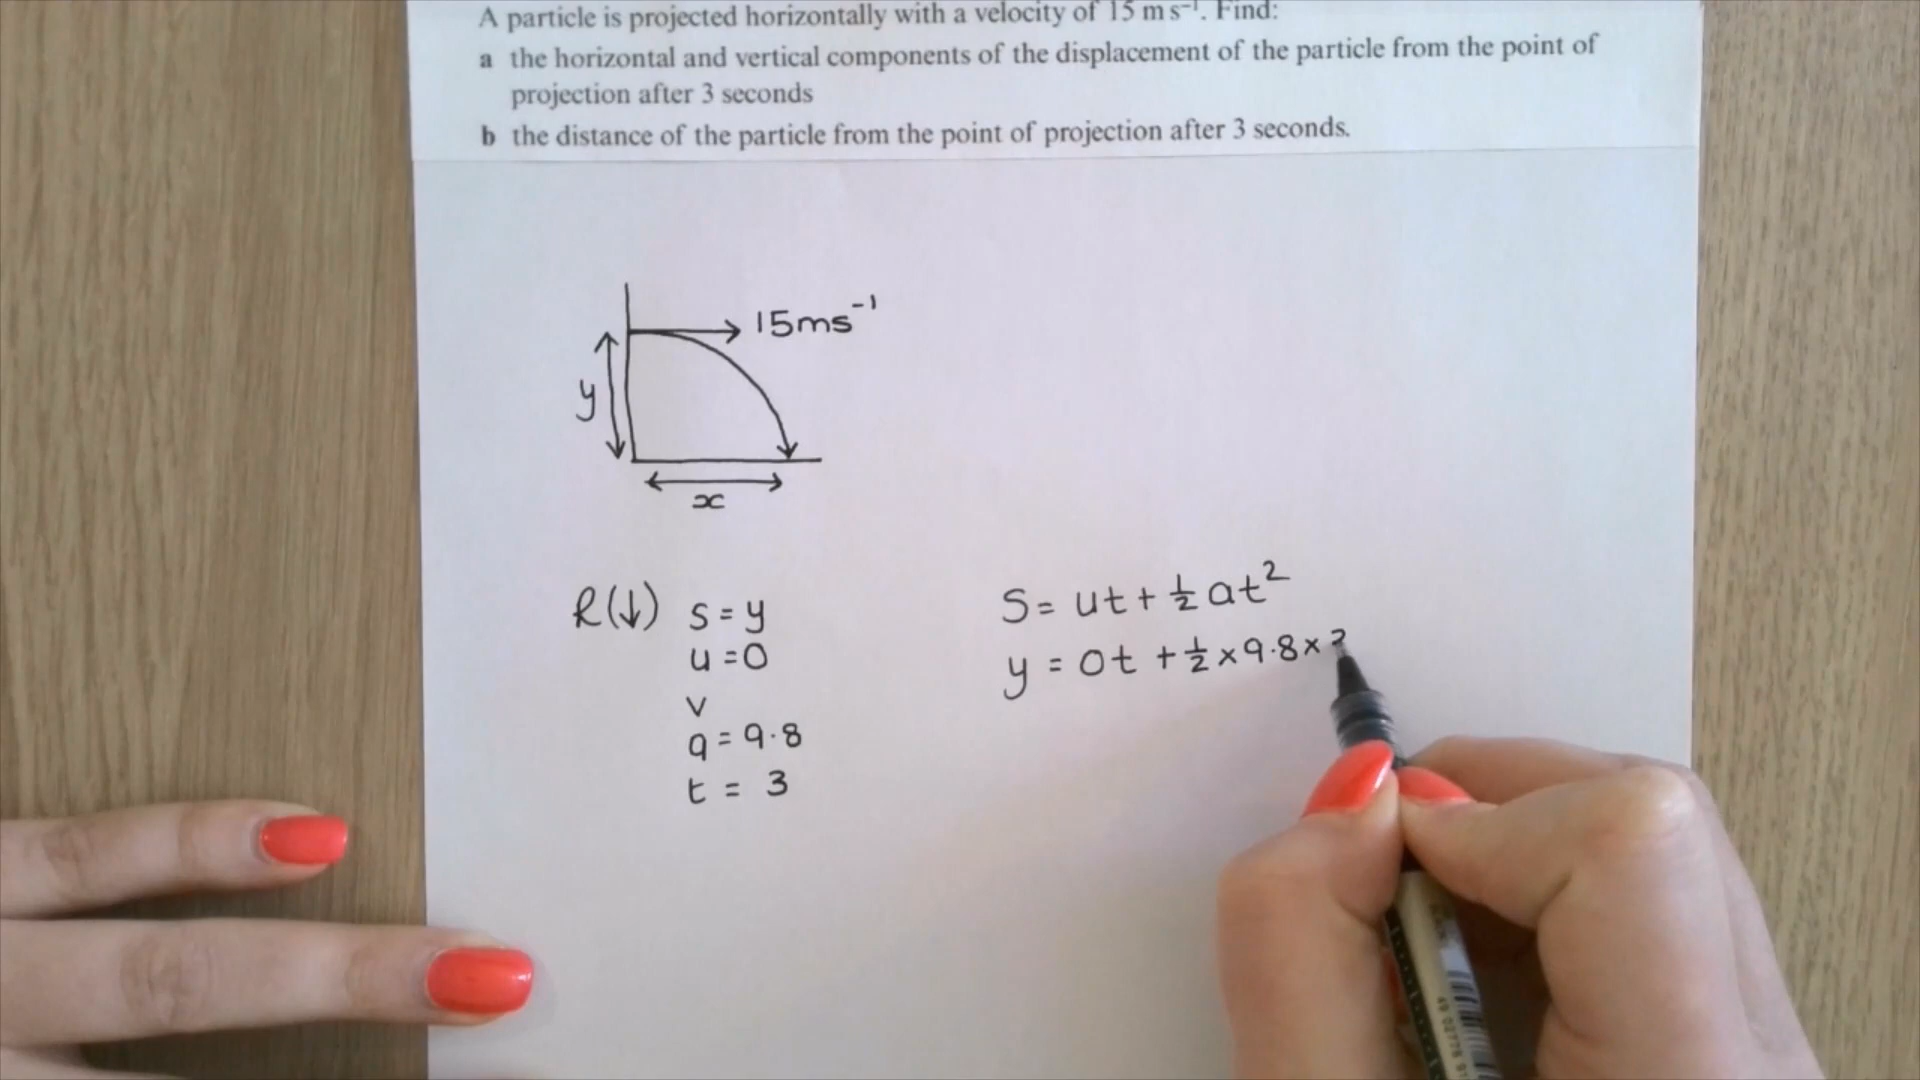 A particle is projected horizontally with a velocity of 15 m s⁻¹. Find:
a the horizontal and vertical components of the displacement of the particle from the point of
projection after 3 seconds
b the distance of the particle from the point of projection after 3 seconds.
15ms⁻¹
y
x
R(↓) s = y
u = 0
v
a = 9.8
t = 3
S = ut + ½ at²
y = 0t + ½ × 9.8 ×